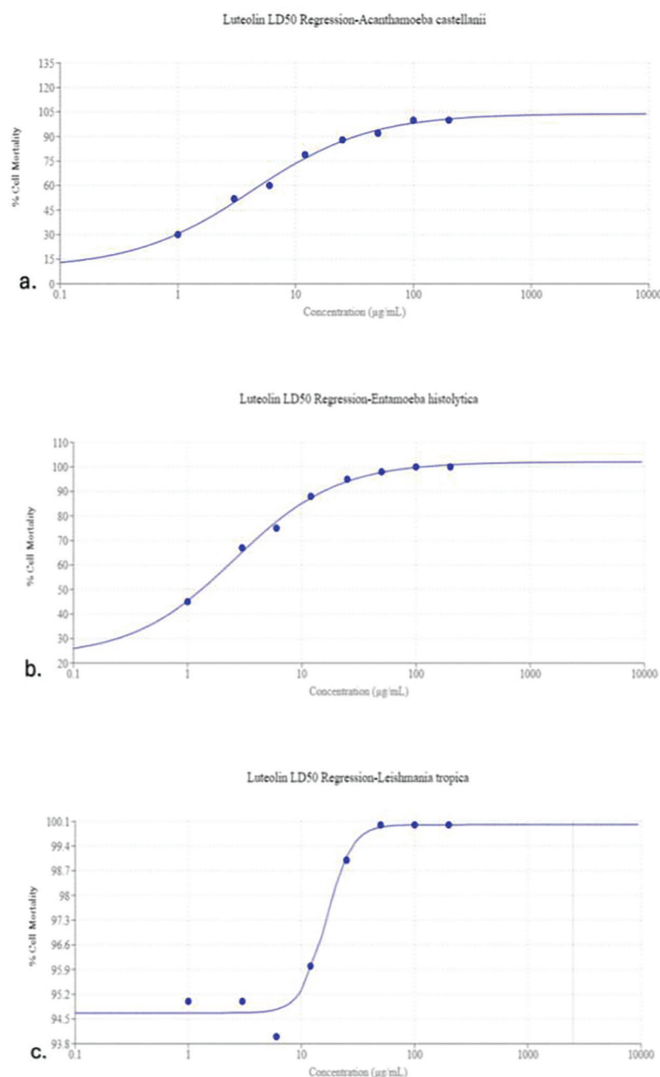 Luteolin LD50 Regression-Acanthamoeba castellanii
% Cell Mortality
135
120
105
90
75
60
45
30
15
0
0.1 1 10 100 1000 10000
Concentration (µg/mL)
a.
Luteolin LD50 Regression-Entamoeba histolytica
% Cell Mortality
110
100
90
80
70
60
50
40
30
20
0.1 1 10 100 1000 10000
Concentration (µg/mL)
b.
Luteolin LD50 Regression-Leishmania tropica
% Cell Mortality
100.1
99.4
98.7
98
97.3
96.6
95.9
95.2
94.5
93.8
0.1 1 10 100 1000 10000
Concentration (µg/mL)
c.